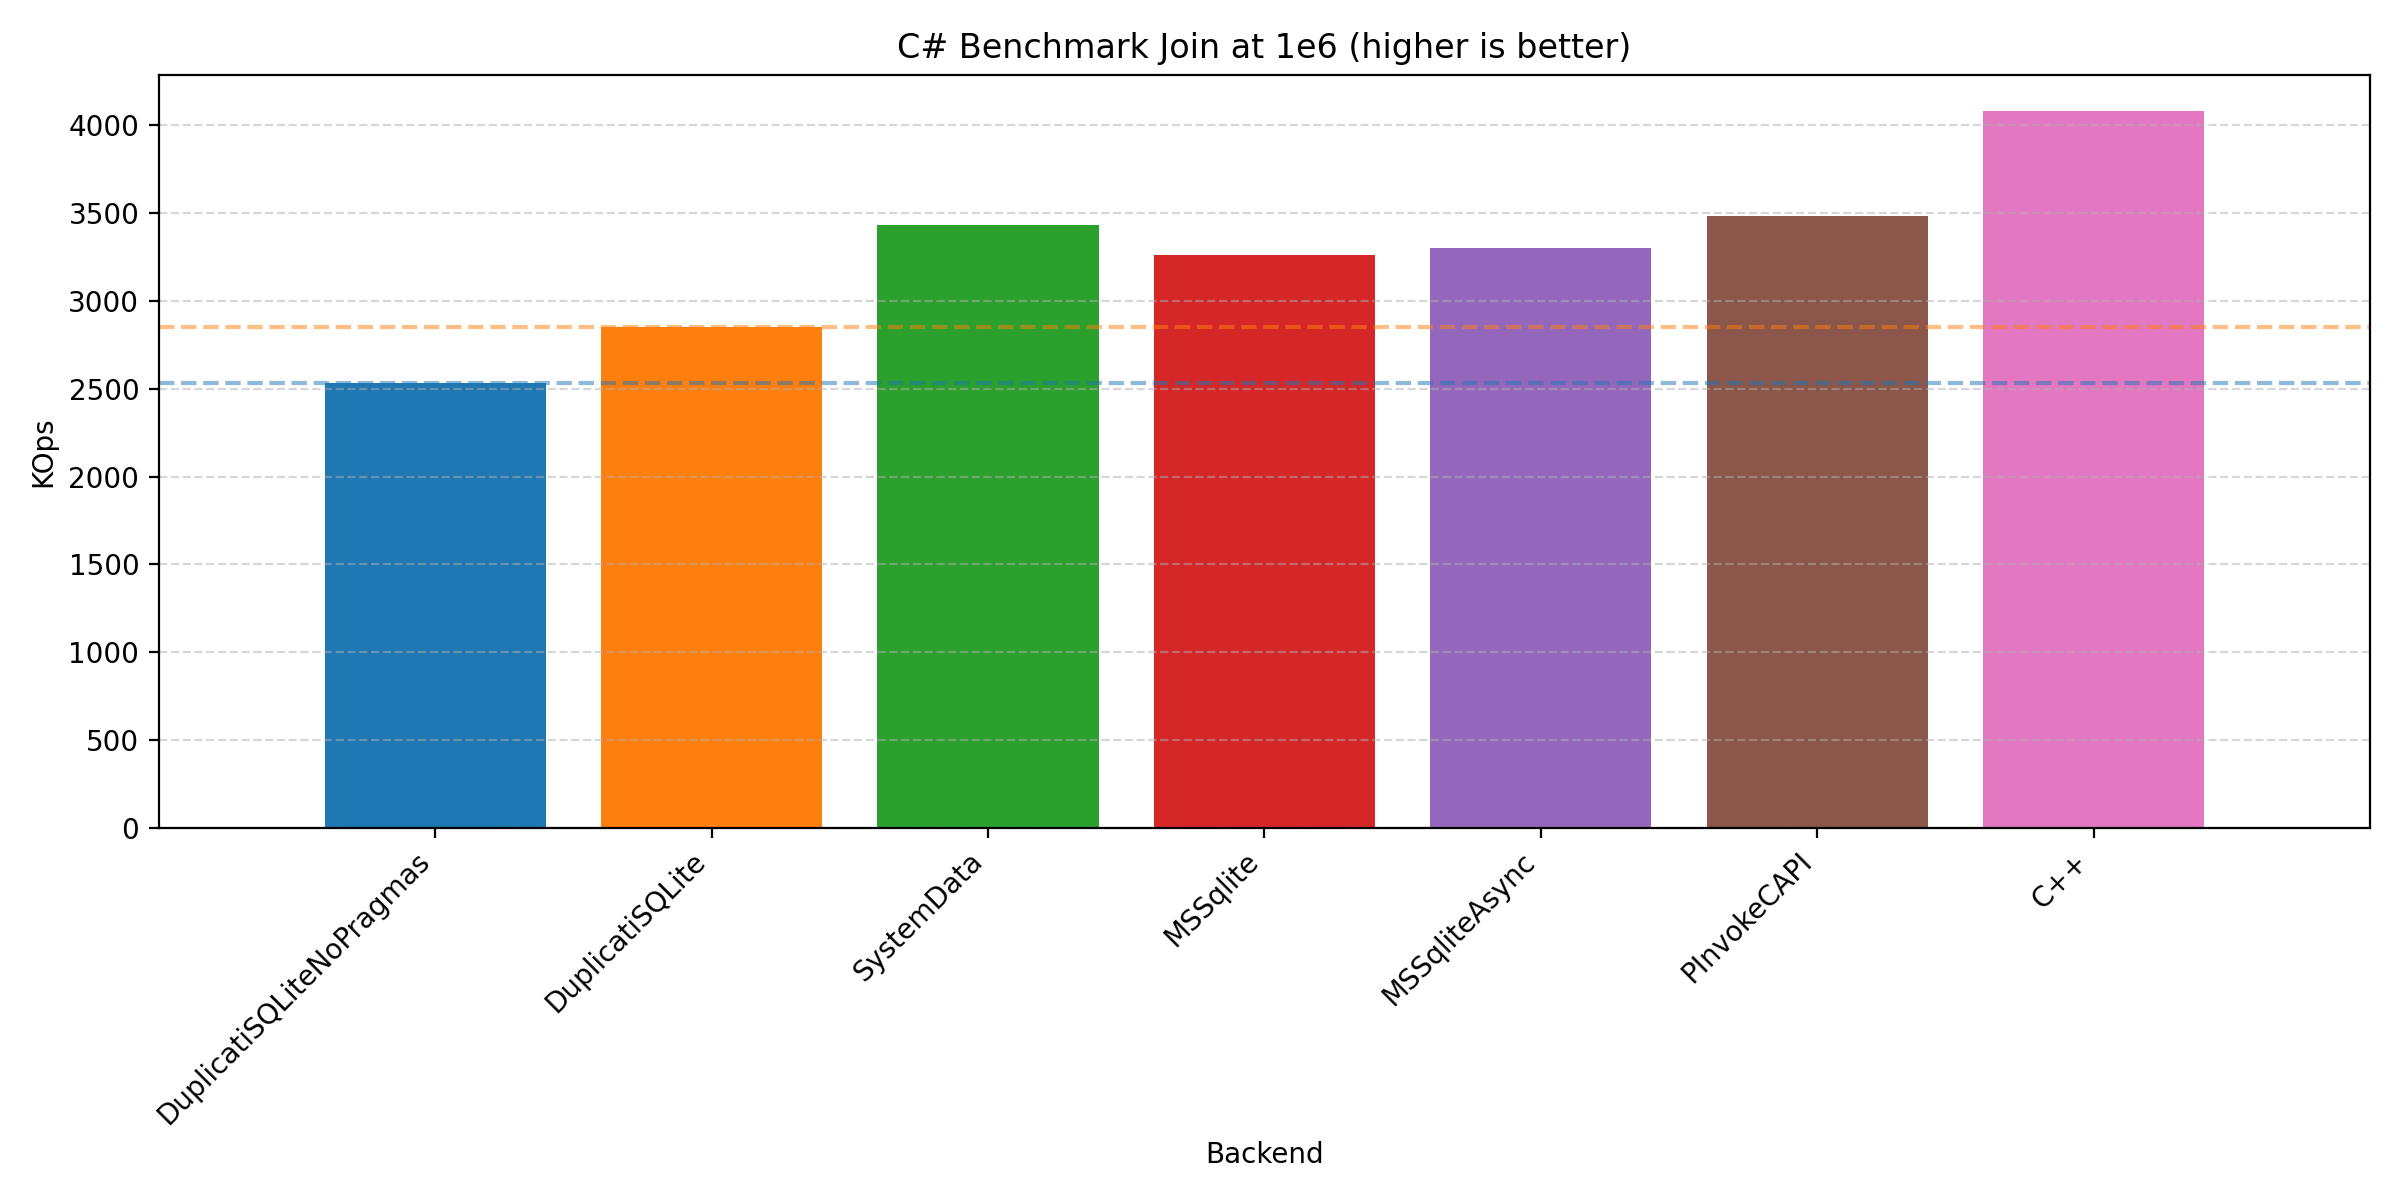 C# Benchmark Join at 1e6 (higher is better)
KOps
4000
3500
3000
2500
2000
1500
1000
500
0
DuplicatiSQLiteNoPragmas
DuplicatiSQLite
SystemData
MSSqlite
MSSqliteAsync
PInvokeCAPI
C++
Backend